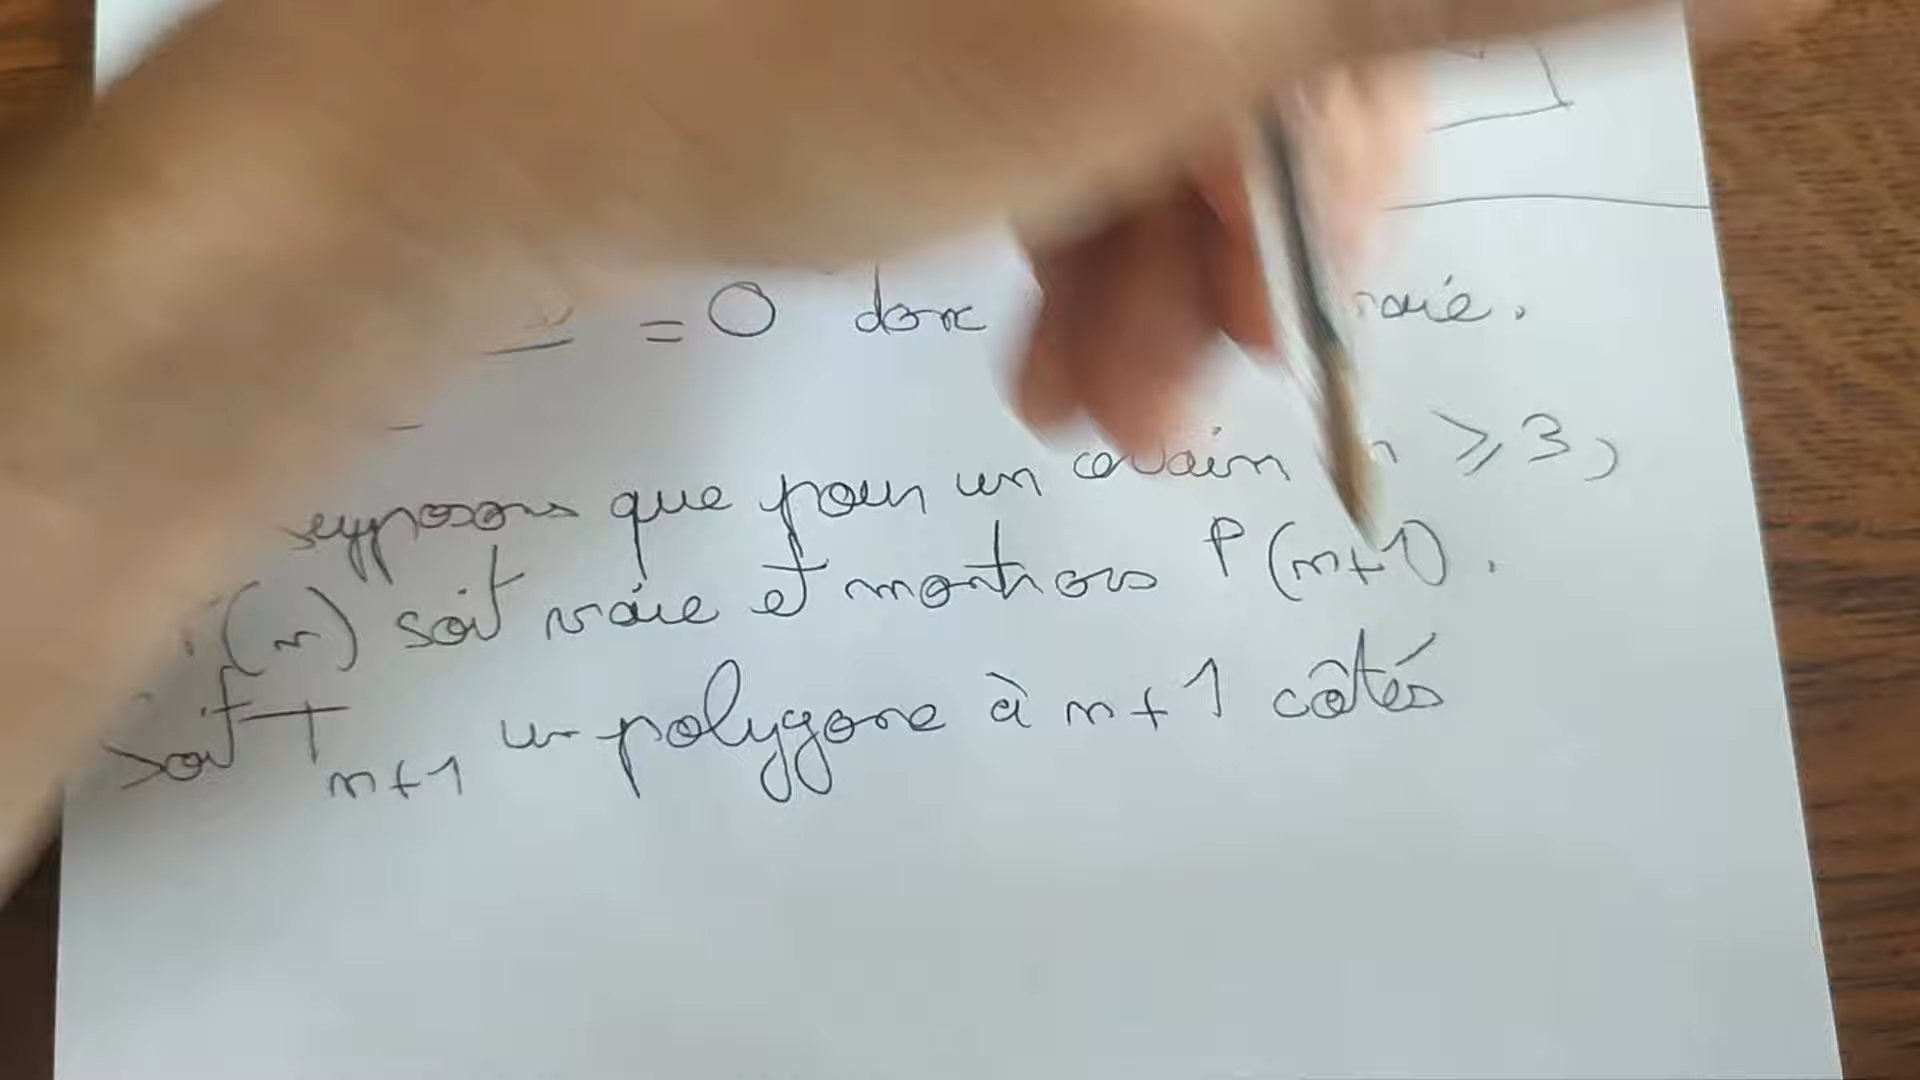 = 0 donc
supposons que pour un certain n ≥ 3,
(n) soit vraie et montrons P(n+1).
Soit T n+1 un polygone à n+1 côtés